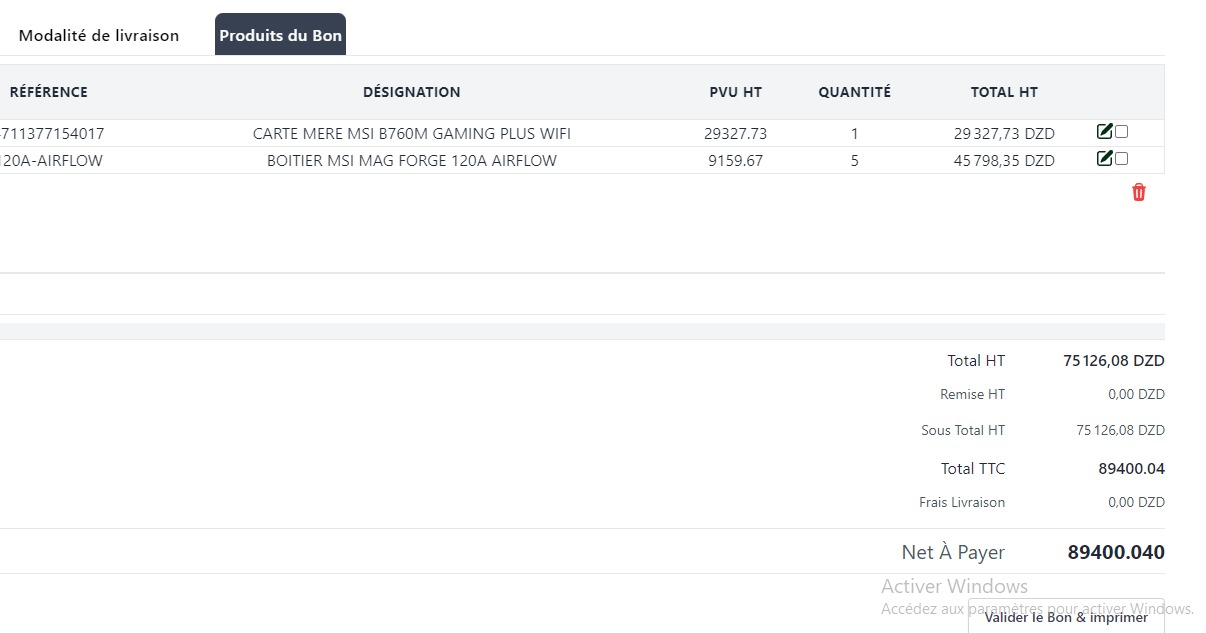 Modalité de livraison Produits du Bon
RÉFÉRENCE DÉSIGNATION PVU HT QUANTITÉ TOTAL HT
4711377154017 CARTE MERE MSI B760M GAMING PLUS WIFI 29327.73 1 29 327,73 DZD
120A-AIRFLOW BOITIER MSI MAG FORGE 120A AIRFLOW 9159.67 5 45 798,35 DZD
Total HT 75 126,08 DZD
Remise HT 0,00 DZD
Sous Total HT 75 126,08 DZD
Total TTC 89400.04
Frais Livraison 0,00 DZD
Net À Payer 89400.040
Activer Windows
Accédez aux paramètres pour activer Windows.
Valider le Bon & imprimer